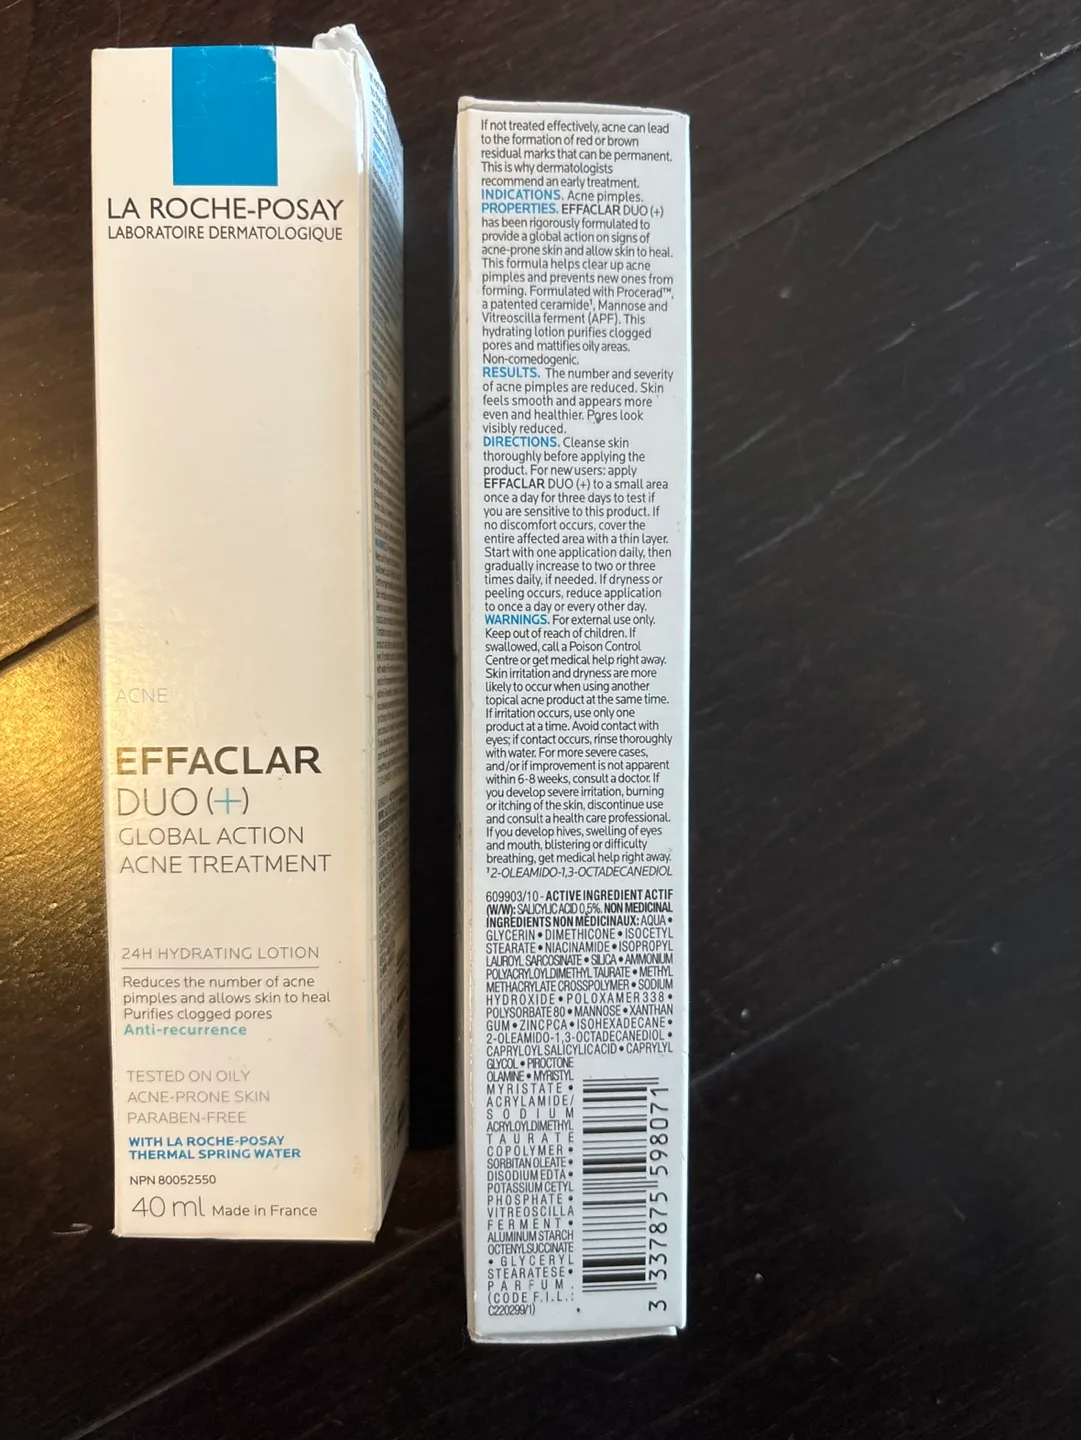 LA ROCHE-POSAY
LABORATOIRE DERMATOLOGIQUE
ACNE
EFFACLAR
DUO (+)
GLOBAL ACTION
ACNE TREATMENT
24H HYDRATING LOTION
Reduces the number of acne
pimples and allows skin to heal
Purifies clogged pores
Anti-recurrence
TESTED ON OILY
ACNE-PRONE SKIN
PARABEN-FREE
WITH LA ROCHE-POSAY
THERMAL SPRING WATER
NPN 80052550
40 ml Made in France
If not treated effectively, acne can lead
to the formation of red or brown
residual marks that can be permanent.
This is why dermatologists
recommend an early treatment.
INDICATIONS. Acne pimples.
PROPERTIES. EFFACLAR DUO (+)
has been rigorously formulated to
provide a global action on signs of
acne-prone skin and allow skin to heal.
This formula helps clear up acne
pimples and prevents new ones from
forming. Formulated with Procerad™,
a patented ceramide¹, Mannose and
Vitreoscilla ferment (APF). This
hydrating lotion purifies clogged
pores and mattifies oily areas.
Non-comedogenic.
RESULTS. The number and severity
of acne pimples are reduced. Skin
feels smooth and appears more
even and healthier. Pores look
visibly reduced.
DIRECTIONS. Cleanse skin
thoroughly before applying the
product. For new users: apply
EFFACLAR DUO (+) to a small area
once a day for three days to test if
you are sensitive to this product. If
no discomfort occurs, cover the
entire affected area with a thin layer.
Start with one application daily, then
gradually increase to two or three
times daily, if needed. If dryness or
peeling occurs, reduce application
to once a day or every other day.
WARNINGS. For external use only.
Keep out of reach of children. If
swallowed, call a Poison Control
Centre or get medical help right away.
Skin irritation and dryness are more
likely to occur when using another
topical acne product at the same time.
If irritation occurs, use only one
product at a time. Avoid contact with
eyes; if contact occurs, rinse thoroughly
with water. For more severe cases,
and/or if improvement is not apparent
within 6-8 weeks, consult a doctor. If
you develop severe irritation, burning
or itching of the skin, discontinue use
and consult a health care professional.
If you develop hives, swelling of eyes
and mouth, blistering or difficulty
breathing, get medical help right away.
¹2-OLEAMIDO-1,3-OCTADECANEDIOL
609903/10 - ACTIVE INGREDIENT ACTIF
(W/W): SALICYLIC ACID 0,5%. NON MEDICINAL
INGREDIENTS NON MÉDICINAUX: AQUA •
GLYCERIN • DIMETHICONE • ISOCETYL
STEARATE • NIACINAMIDE • ISOPROPYL
LAUROYL SARCOSINATE • SILICA • AMMONIUM
POLYACRYLOYLDIMETHYL TAURATE • METHYL
METHACRYLATE CROSSPOLYMER • SODIUM
HYDROXIDE • POLOXAMER 338 •
POLYSORBATE 80 • MANNOSE • XANTHAN
GUM • ZINC PCA • ISOHEXADECANE •
2-OLEAMIDO-1,3-OCTADECANEDIOL •
CAPRYLOYL SALICYLIC ACID • CAPRYLYL
GLYCOL • PIROCTONE
OLAMINE • MYRISTYL
MYRISTATE •
ACRYLAMIDE/
SODIUM
ACRYLOYLDIMETHYL
TAURATE
COPOLYMER •
SORBITAN OLEATE •
DISODIUM EDTA •
POTASSIUM CETYL
PHOSPHATE •
VITREOSCILLA
FERMENT •
ALUMINUM STARCH
OCTENYLSUCCINATE
• GLYCERYL
STEARATE SE •
PARFUM.
(CODE F.I.L.:
C220299/1)
3 337875 598071